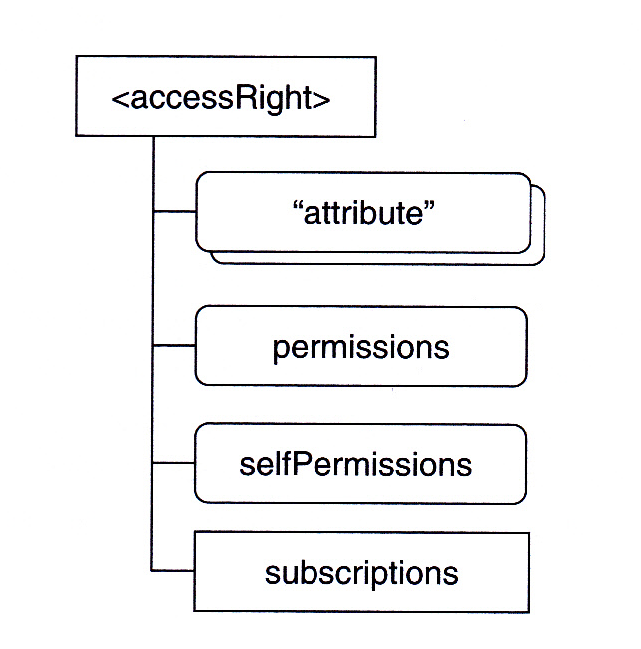 <accessRight>
“attribute”
permissions
selfPermissions
subscriptions